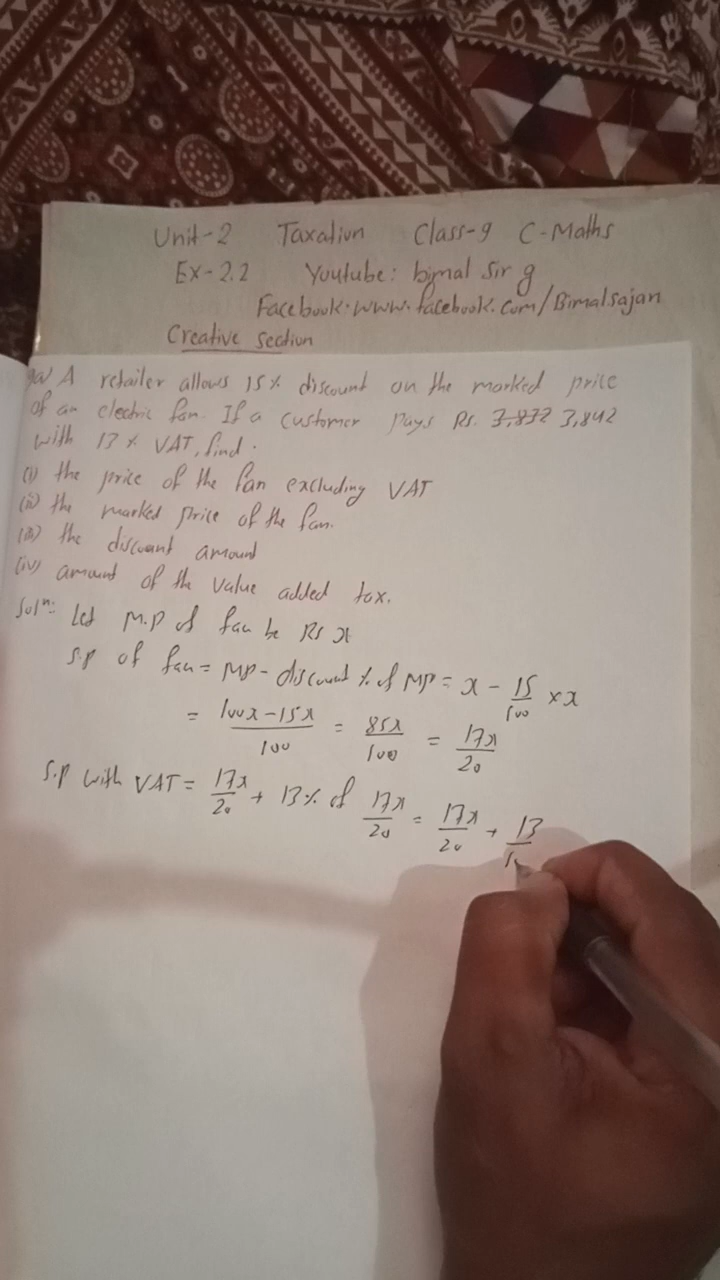 Unit-2 Taxation Class-9 C-Maths
Ex-2.2 Youtube: bimal Sir g
Facebook.www.facebook.com/Bimalsajan
Creative section
A retailer allows 15% discount on the marked price
of an electric fan. If a customer pays Rs. 3,832 3,842
with 13% VAT, find.
(i) the price of the fan excluding VAT
(ii) the marked price of the fan.
(iii) the discount amount
(iv) amount of the value added tax.
Solⁿ: Let M.P of fan be Rs x
S.P of fan = MP - discount % of MP = x - 15/100 × x
= 100x-15x/100 = 85x/100 = 17x/20
S.P with VAT = 17x/20 + 13% of 17x/20 = 17x/20 + 13/